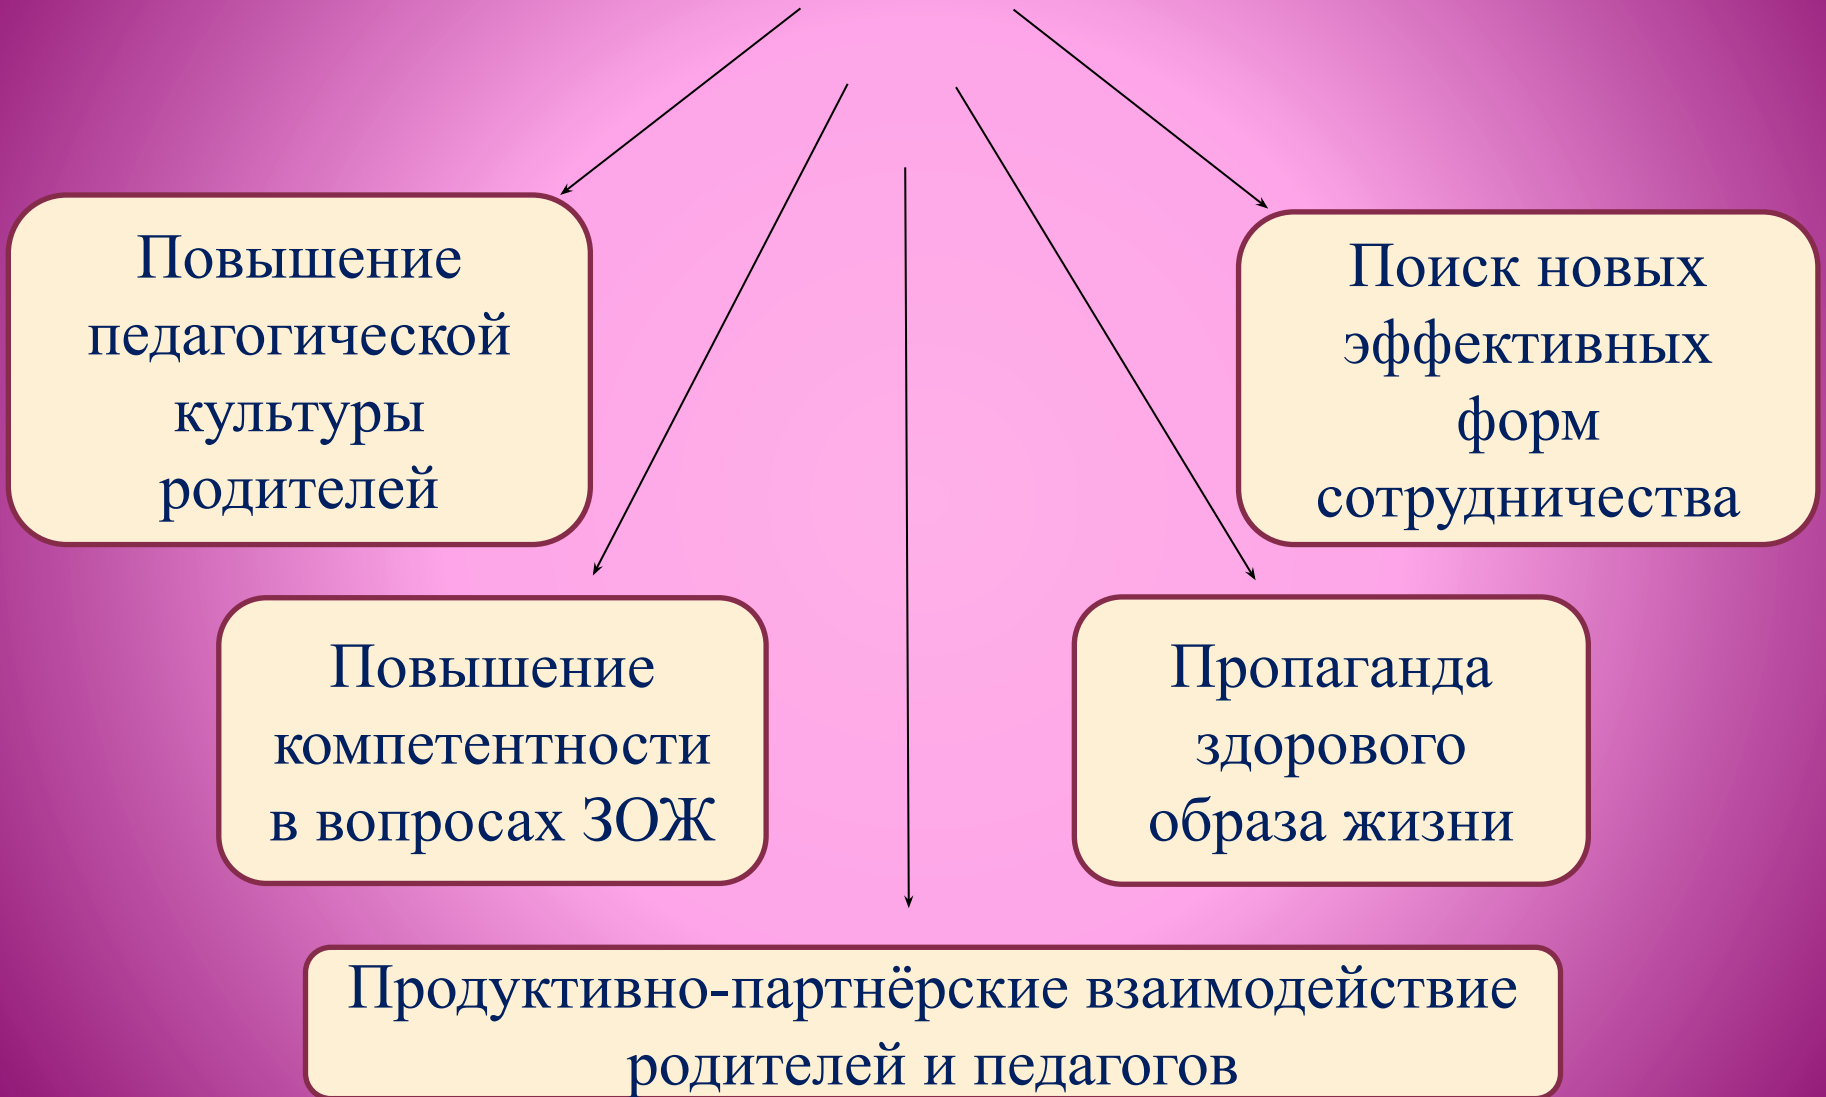 Повышение
педагогической
культуры
родителей
Поиск новых
эффективных
форм
сотрудничества
Повышение
компетентности
в вопросах ЗОЖ
Пропаганда
здорового
образа жизни
Продуктивно-партнёрские взаимодействие
родителей и педагогов